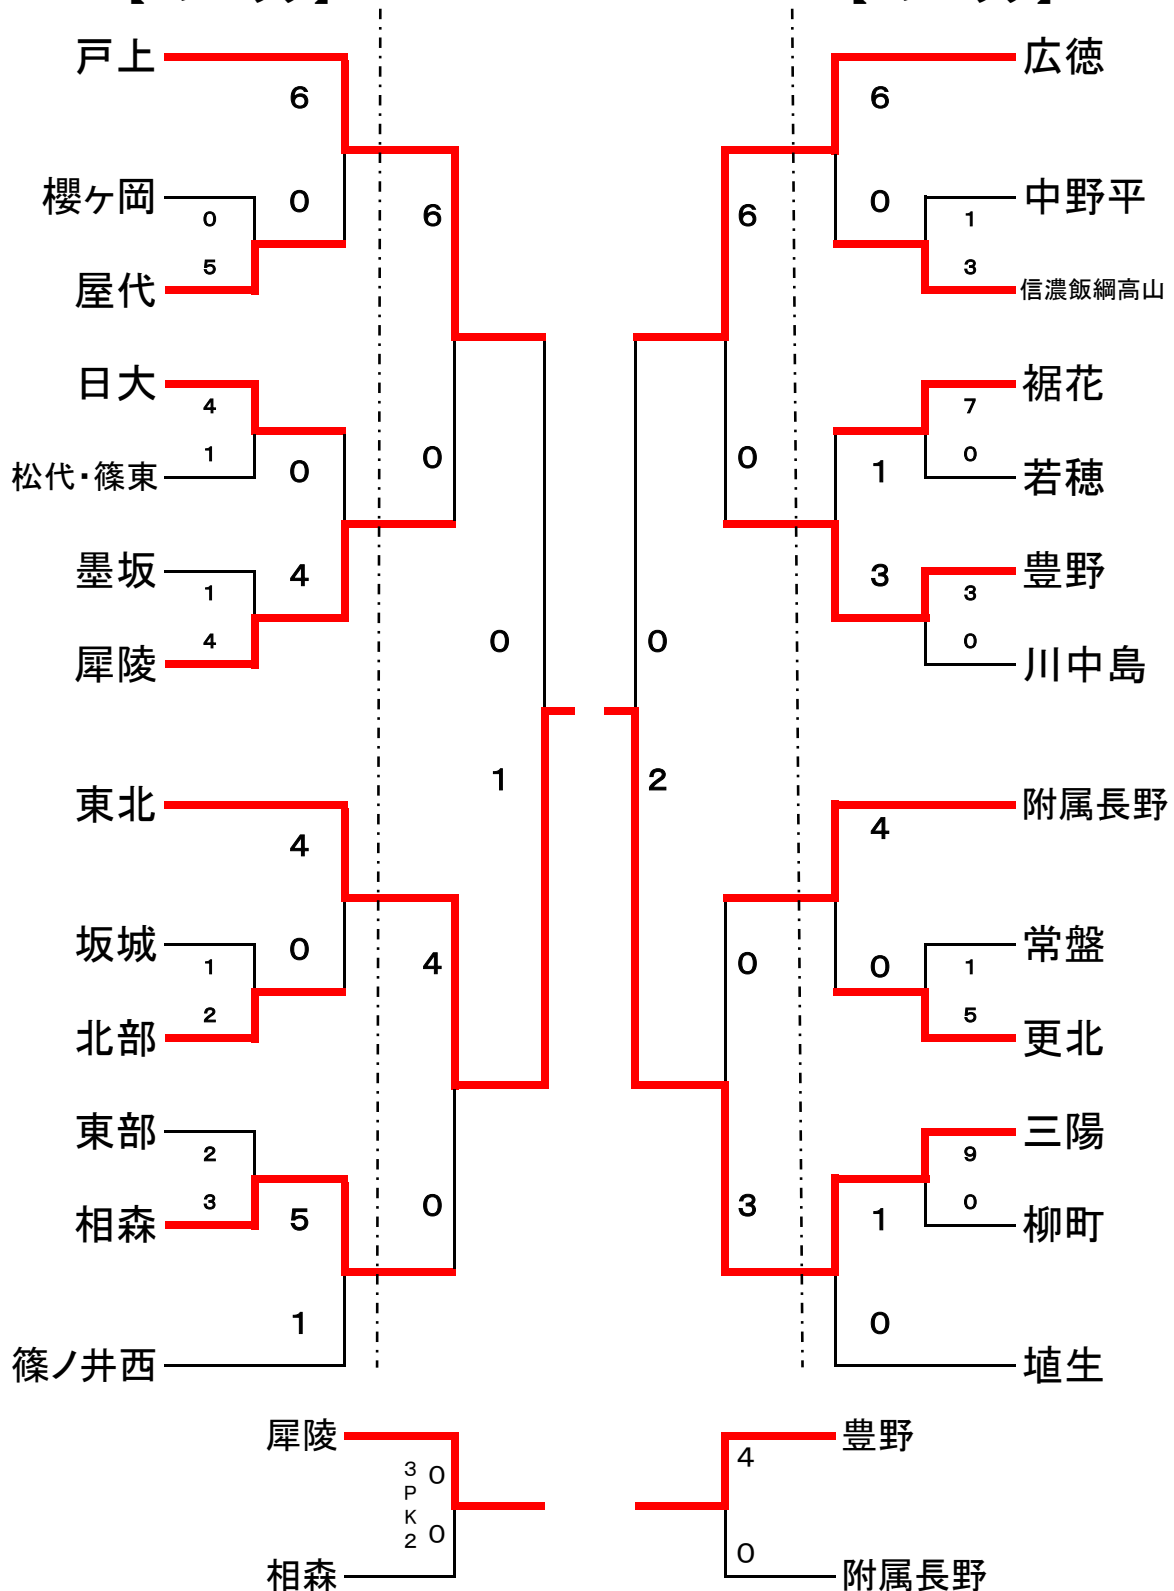 戸上
6
櫻ヶ岡
0
0
6
5
屋代
日大
4
0
松代・篠東
1
0
墨坂
4
1
犀陵
4
0
東北
1
4
坂城
0
4
1
北部
2
東部
2
相森
3
5
0
篠ノ井西
1
広徳
6
中野平
0
1
6
3
信濃飯綱高山
裾花
7
0
若穂
0
1
豊野
3
3
川中島
0
0
附属長野
2
4
常盤
0
0
1
更北
5
三陽
9
柳町
0
3
1
埴生
0
犀陵
3PK2
0
0
相森
豊野
4
0
附属長野